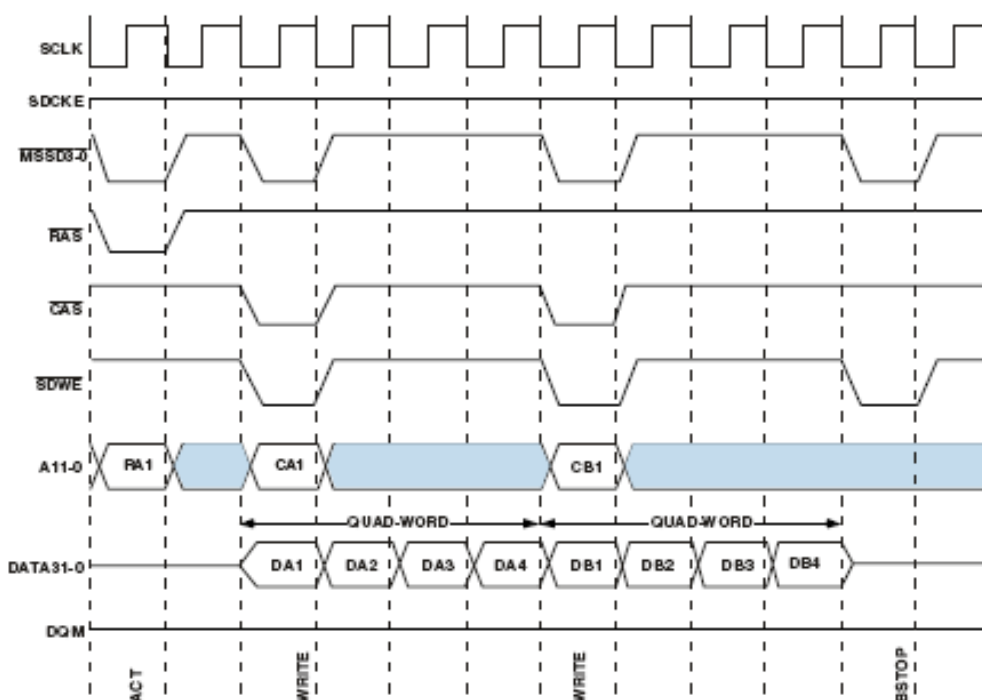 SCLK
SDCKE
MSSD3-0
RAS
CAS
SDWE
A11-0 RA1 CA1 CB1
QUAD-WORD QUAD-WORD
DATA31-0 DA1 DA2 DA3 DA4 DB1 DB2 DB3 DB4
DQM
ACT WRITE WRITE BSTOP